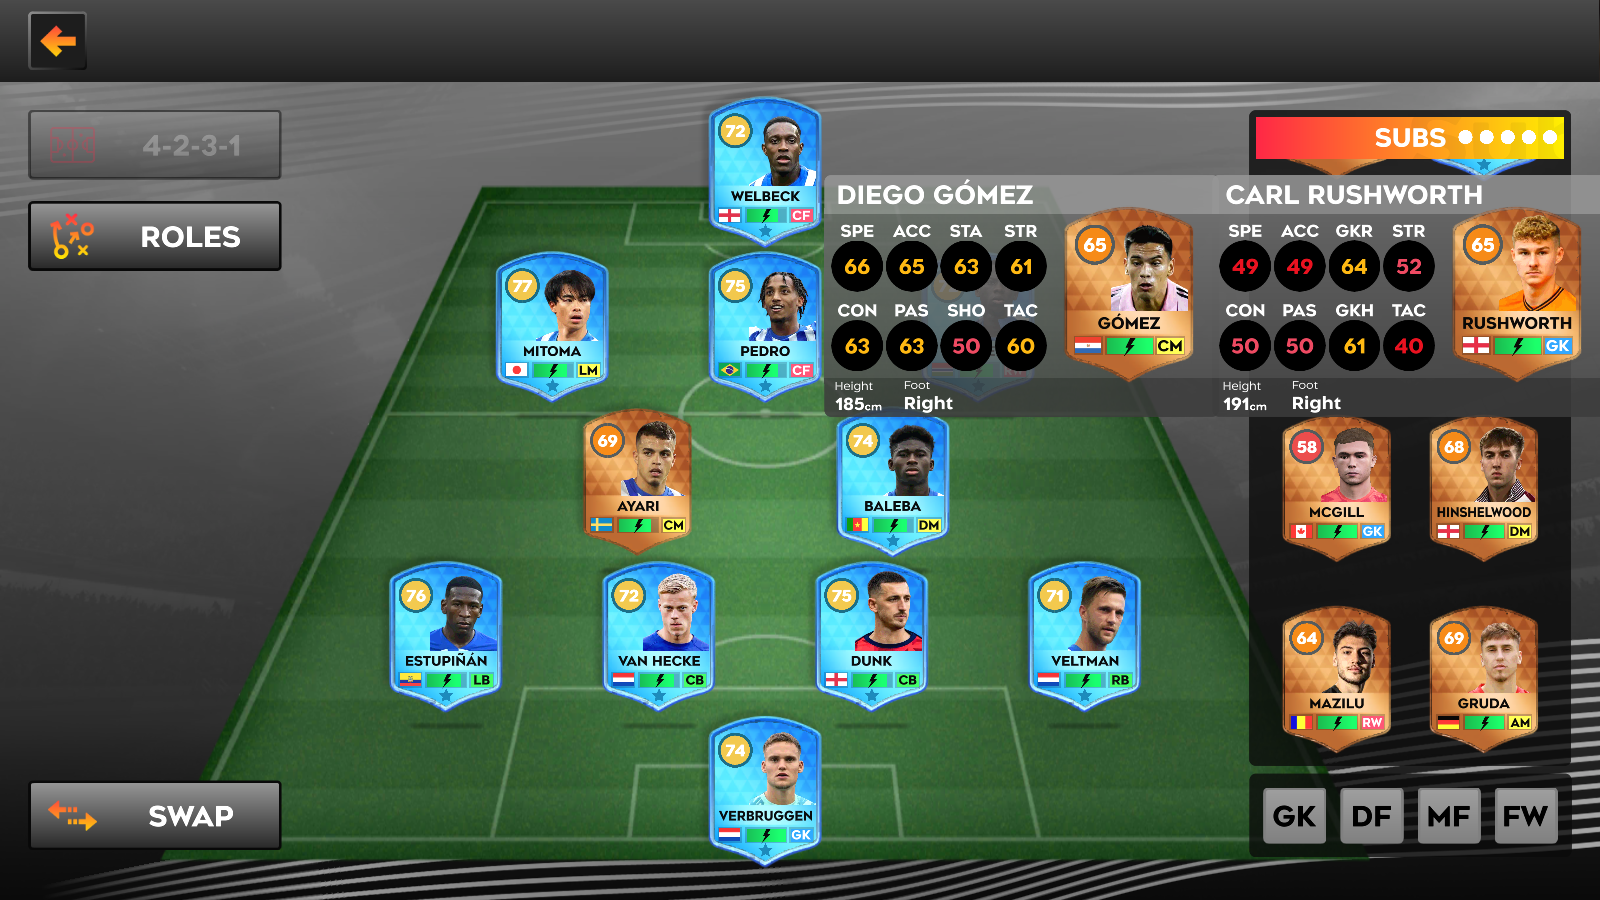 4-2-3-1
ROLES
SWAP
72
WELBECK
CF
77
MITOMA
LM
75
PEDRO
CF
69
AYARI
CM
74
BALEBA
DM
76
ESTUPIÑÁN
LB
72
VAN HECKE
CB
75
DUNK
CB
71
VELTMAN
RB
74
VERBRUGGEN
GK
SUBS
DIEGO GÓMEZ
SPE ACC STA STR
66 65 63 61
CON PAS SHO TAC
63 63 50 60
Height Foot
185cm Right
65
GÓMEZ
CM
CARL RUSHWORTH
SPE ACC GKR STR
49 49 64 52
CON PAS GKH TAC
50 50 61 40
Height Foot
191cm Right
65
RUSHWORTH
GK
58
MCGILL
GK
68
HINSHELWOOD
DM
64
MAZILU
RW
69
GRUDA
AM
GK DF MF FW